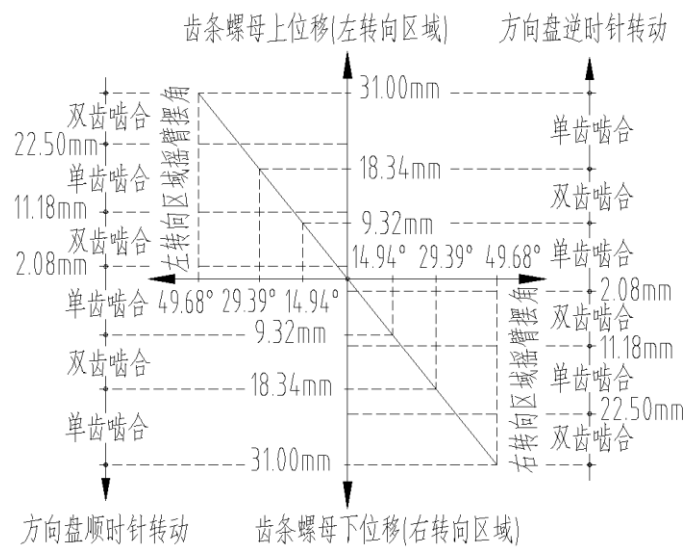 齿条螺母上位移(左转向区域)
方向盘逆时针转动
31.00mm
双齿啮合
单齿啮合
22.50mm
18.34mm
单齿啮合
双齿啮合
11.18mm
9.32mm
左转向区域摇臂摆角
双齿啮合
单齿啮合
14.94° 29.39° 49.68°
2.08mm
49.68° 29.39° 14.94°
2.08mm
单齿啮合
双齿啮合
9.32mm
11.18mm
双齿啮合
单齿啮合
18.34mm
右转向区域摇臂摆角
22.50mm
单齿啮合
双齿啮合
31.00mm
方向盘顺时针转动
齿条螺母下位移(右转向区域)